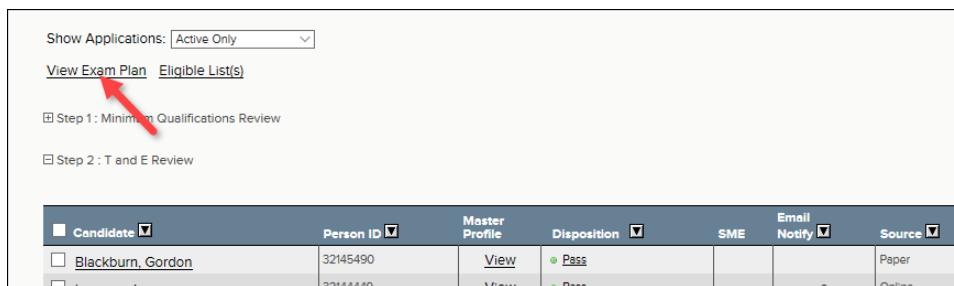 Show Applications: Active Only
View Exam Plan Eligible List(s)
Step 1 : Minimum Qualifications Review
Step 2 : T and E Review
Candidate Person ID Master Profile Disposition SME Email Notify Source
Blackburn, Gordon 32145490 View Pass Paper
View Pass Online